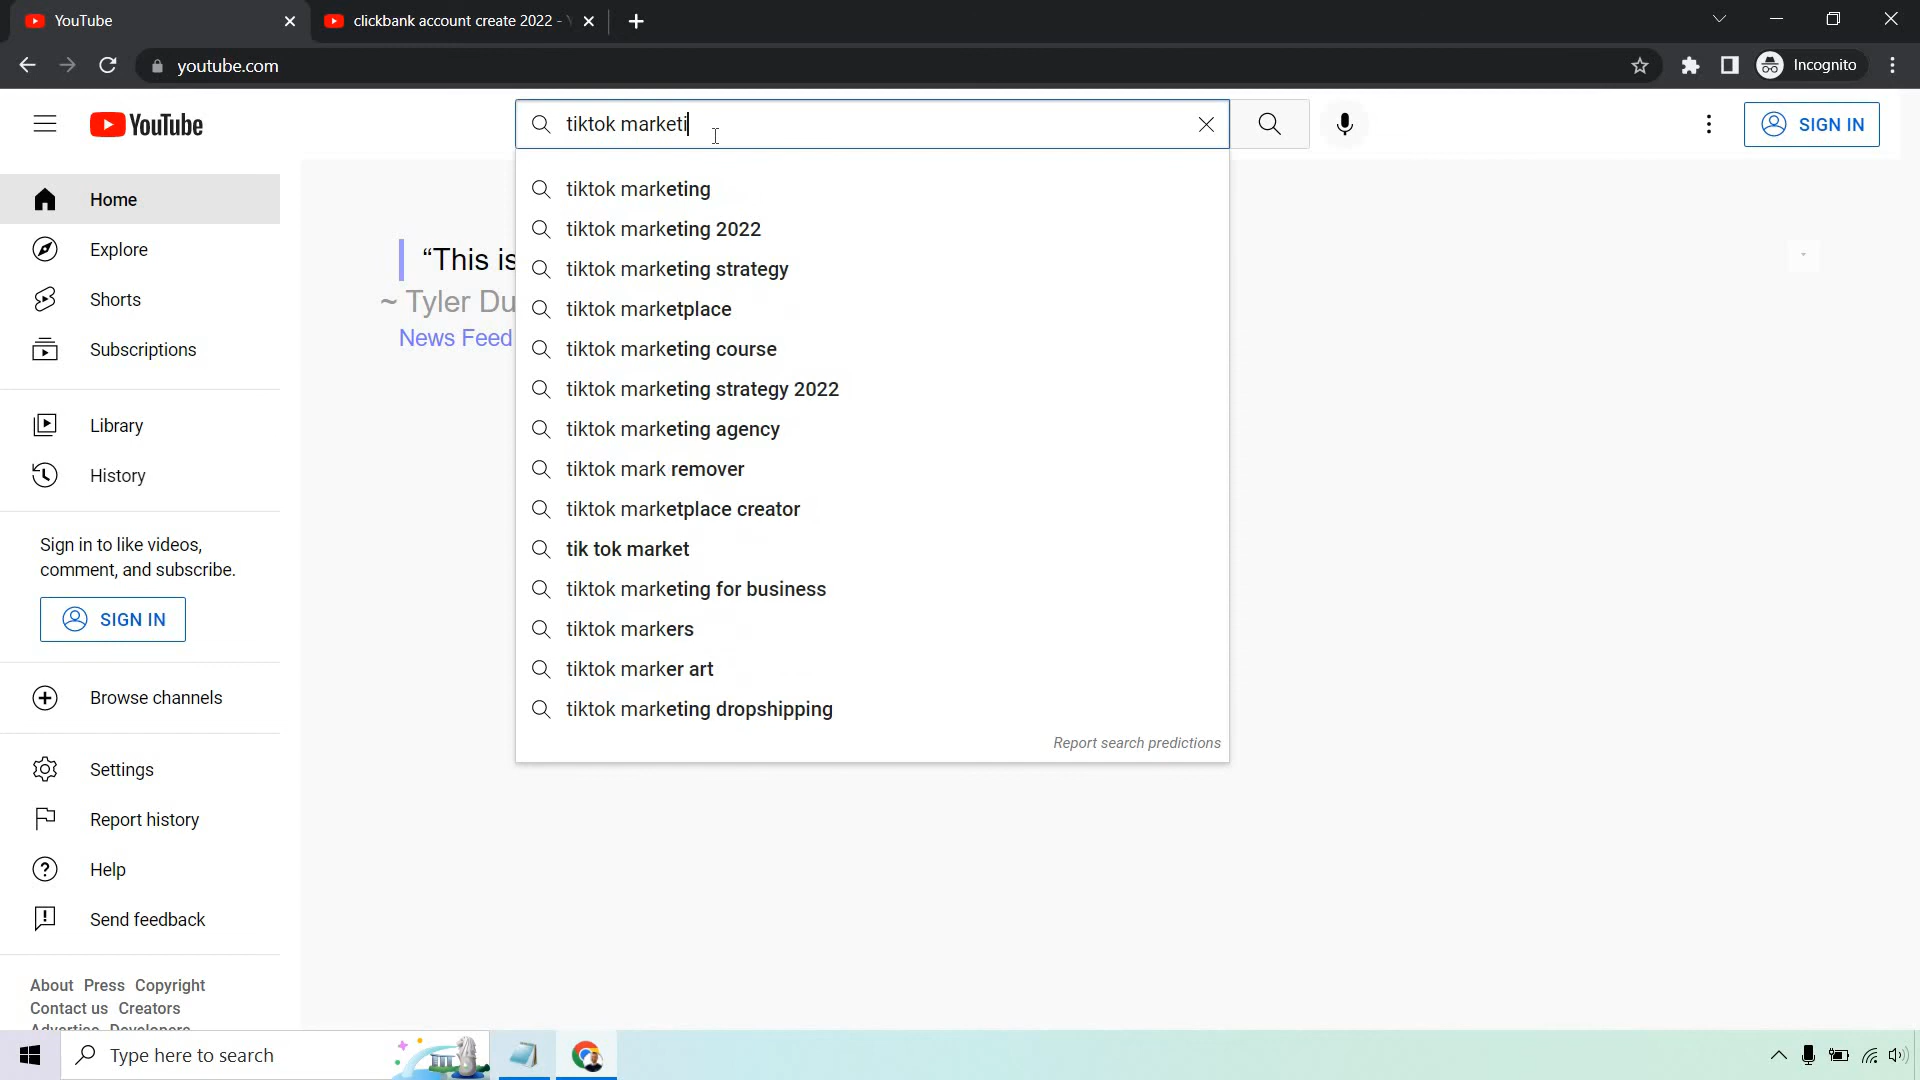 YouTube
clickbank account create 2022 -
youtube.com
Incognito
YouTube
tiktok marketi
SIGN IN
Home
Explore
Shorts
Subscriptions
Library
History
Sign in to like videos,
comment, and subscribe.
SIGN IN
Browse channels
Settings
Report history
Help
Send feedback
About Press Copyright
Contact us Creators
Advertise Developers
“This is
~ Tyler Du
News Feed
tiktok marketing
tiktok marketing 2022
tiktok marketing strategy
tiktok marketplace
tiktok marketing course
tiktok marketing strategy 2022
tiktok marketing agency
tiktok mark remover
tiktok marketplace creator
tik tok market
tiktok marketing for business
tiktok markers
tiktok marker art
tiktok marketing dropshipping
Report search predictions
Type here to search